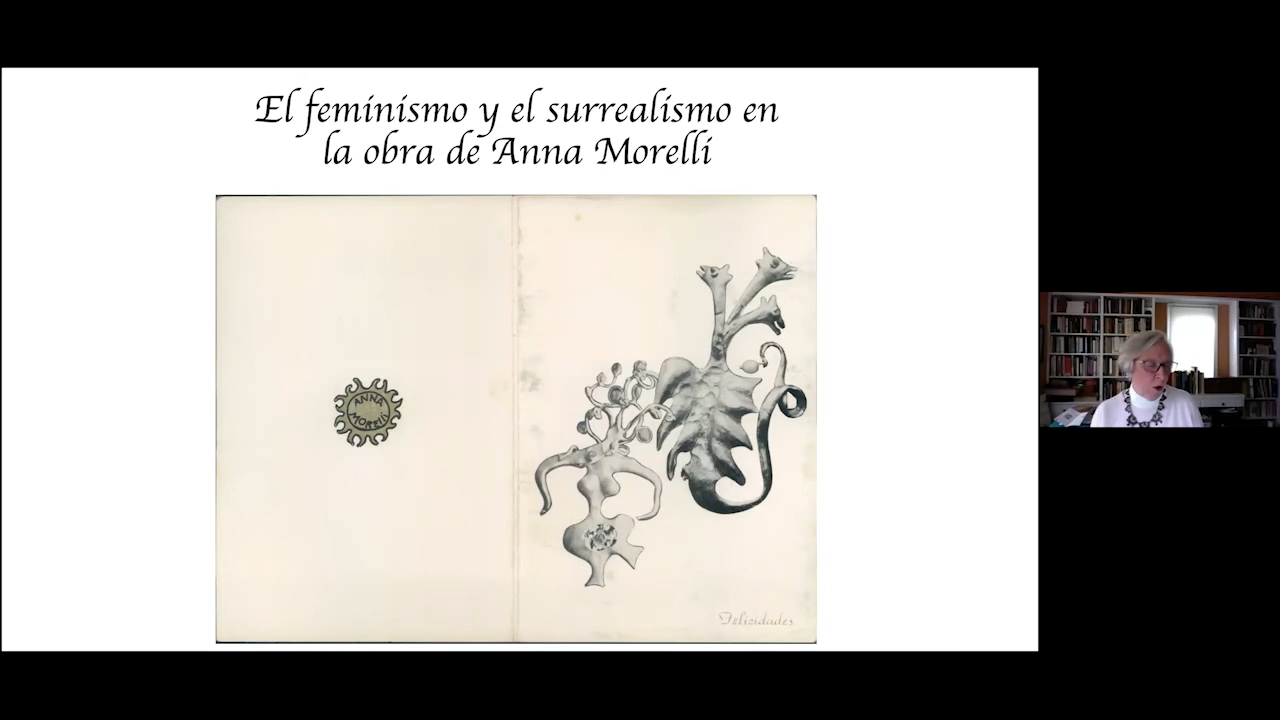 El feminismo y el surrealismo en
la obra de Anna Morelli
ANNA
MORELLI
Felicidades